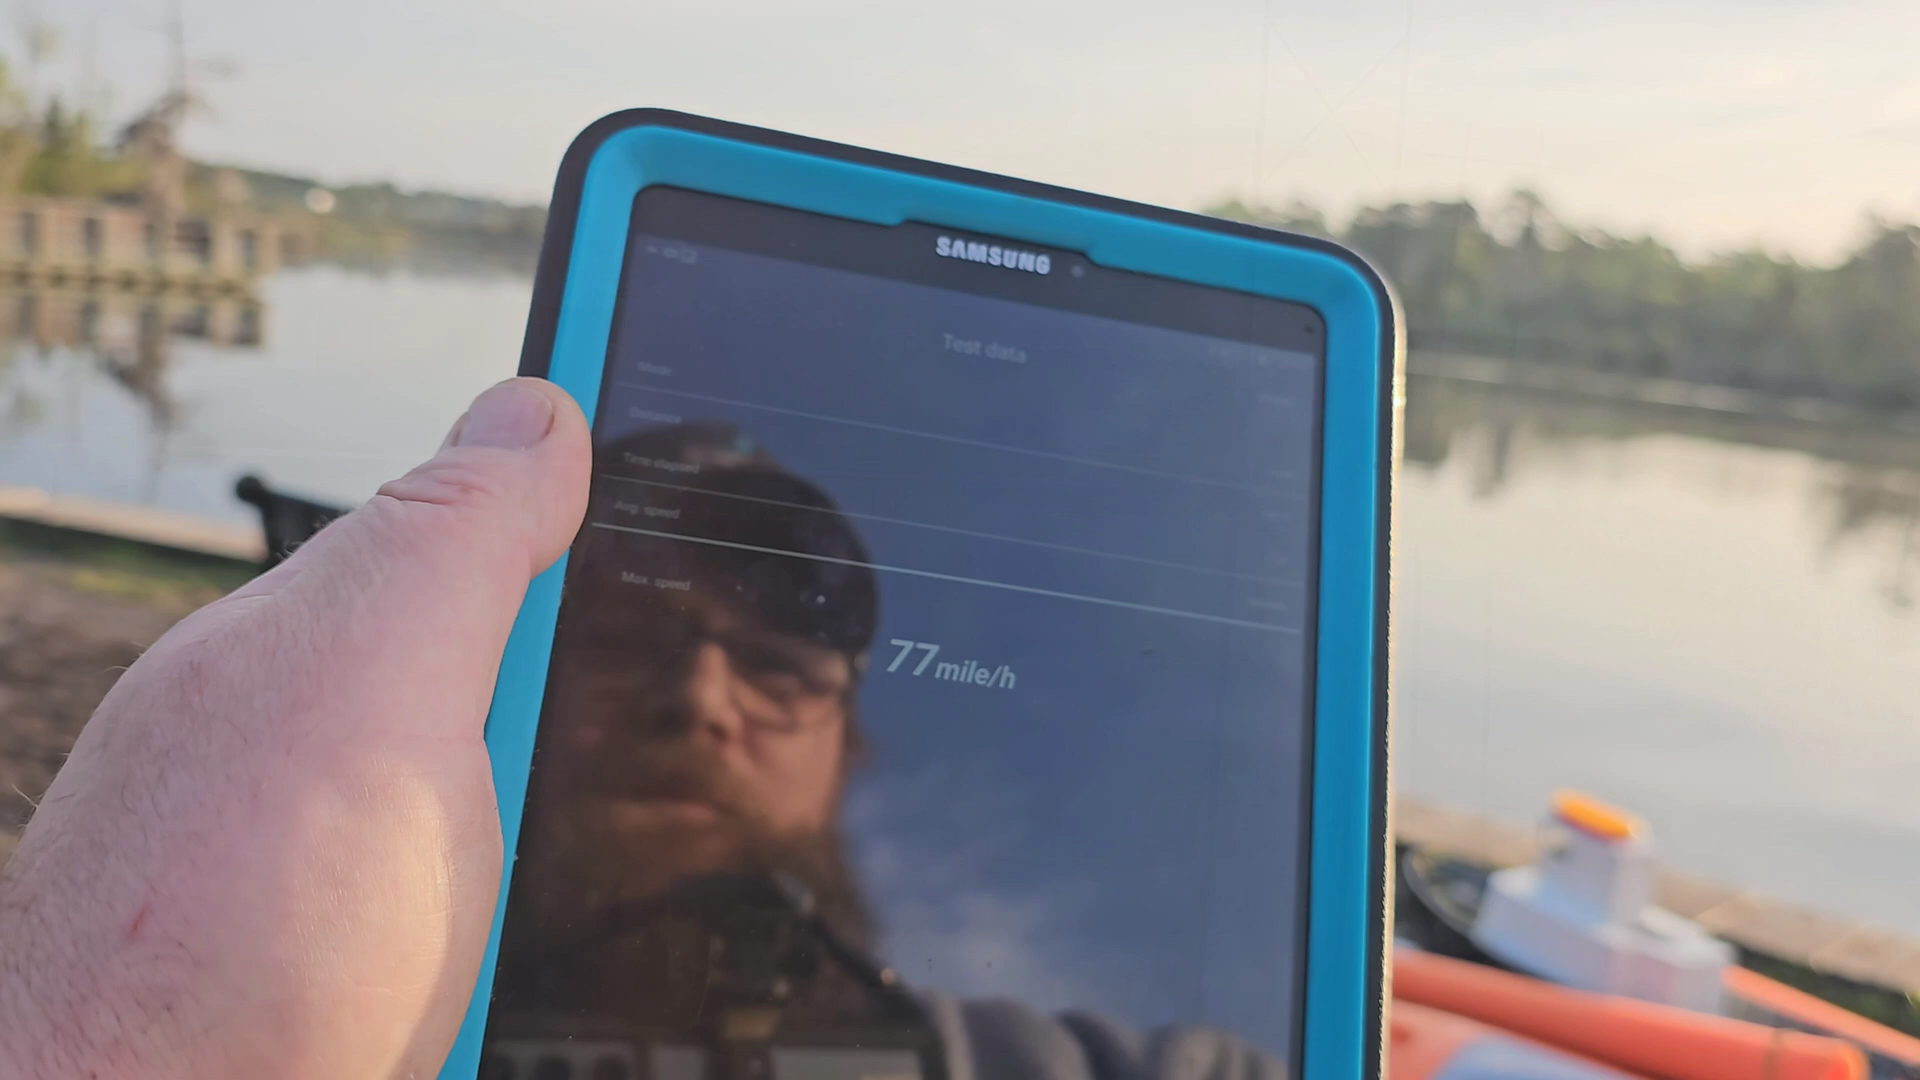 SAMSUNG
Test data
Mode
Distance
Time elapsed
Avg. speed
Max. speed
77mile/h